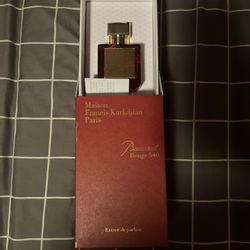 Maison
Francis Kurkdjian
Paris
Baccarat
Rouge 540
Extrait de parfum